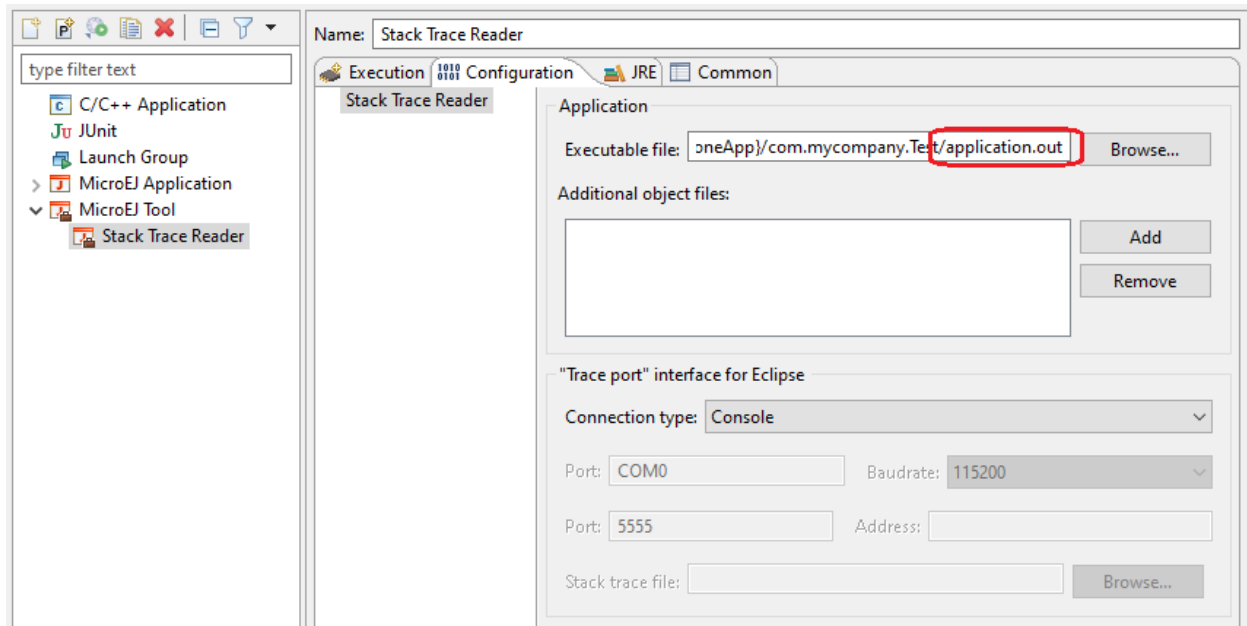 Name: Stack Trace Reader
type filter text
C/C++ Application
JUnit
Launch Group
MicroEJ Application
MicroEJ Tool
Stack Trace Reader
Execution Configuration JRE Common
Stack Trace Reader
Application
Executable file: oneApp}/com.mycompany.Test/application.out Browse...
Additional object files:
Add
Remove
"Trace port" interface for Eclipse
Connection type: Console
Port: COM0 Baudrate: 115200
Port: 5555 Address:
Stack trace file: Browse...